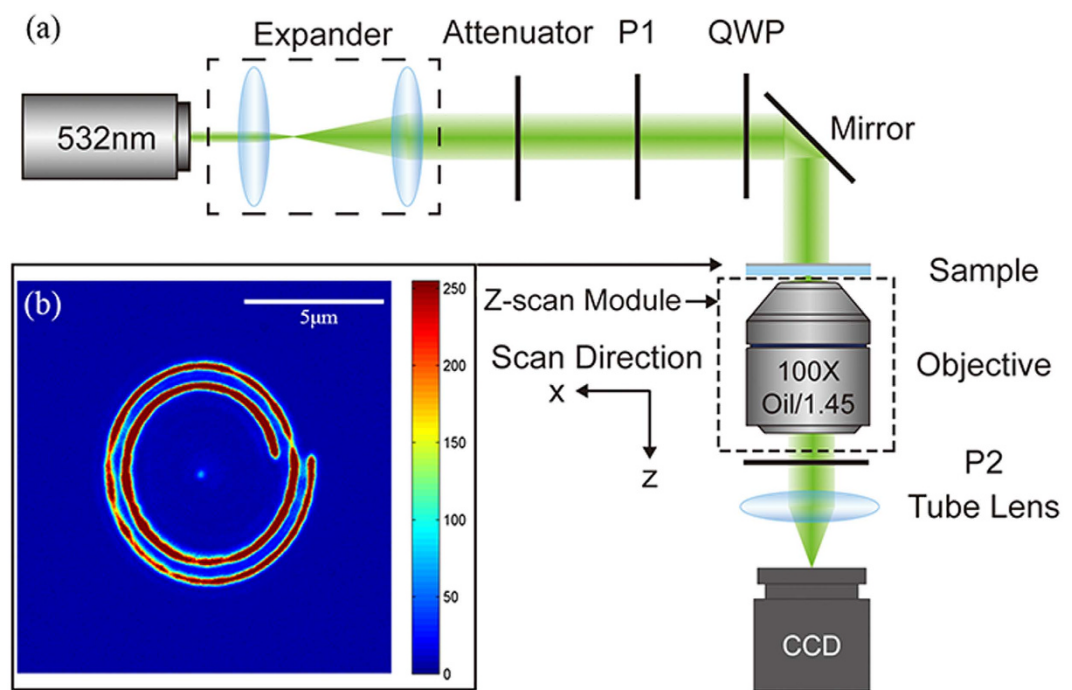 (a)
Expander
Attenuator
P1
QWP
532nm
Mirror
Sample
(b)
5μm
250
200
150
100
50
0
Z-scan Module
Scan Direction
x
z
100X
Oil/1.45
Objective
P2
Tube Lens
CCD